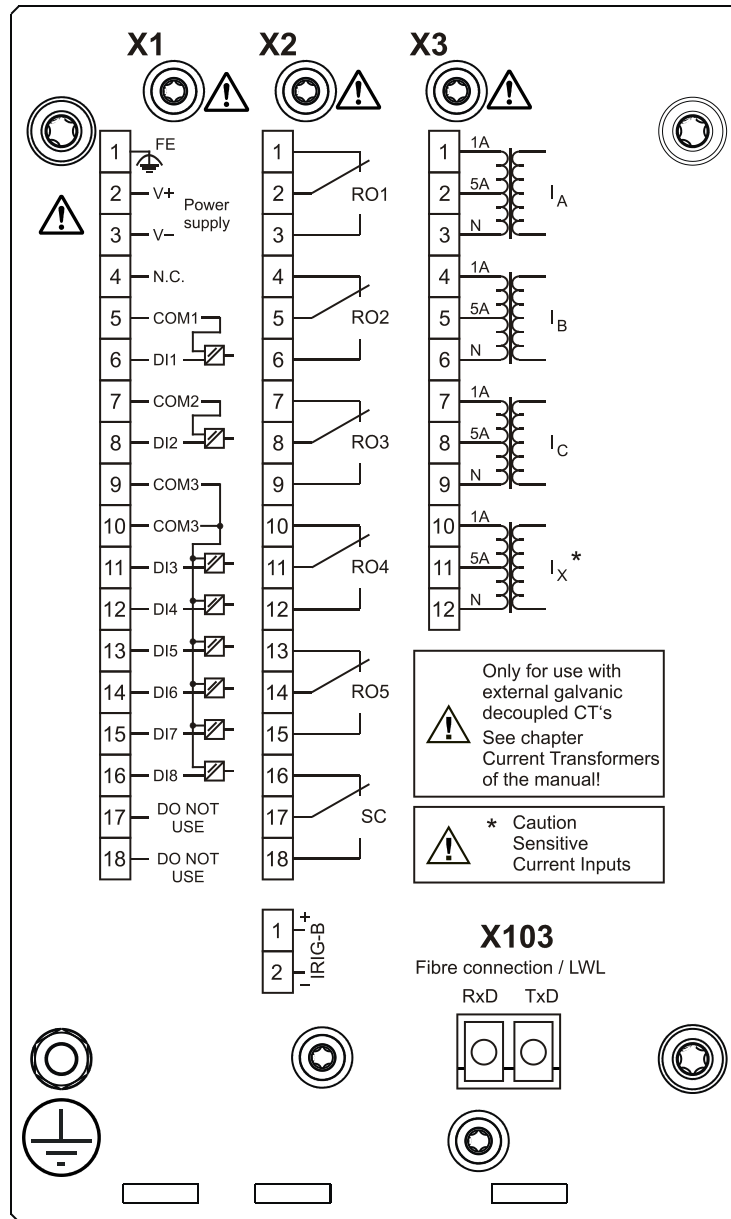 X1
X2
X3
1 FE
2 V+
Power
supply
3 V–
4 N.C.
5 COM1
6 DI1
7 COM2
8 DI2
9 COM3
10 COM3
11 DI3
12 DI4
13 DI5
14 DI6
15 DI7
16 DI8
17 DO NOT
USE
18 DO NOT
USE
1
2 RO1
3
4
5 RO2
6
7
8 RO3
9
10
11 RO4
12
13
14 RO5
15
16
17 SC
18
1 +
2 –
IRIG-B
1 1A
2 5A IA
3 N
4 1A
5 5A IB
6 N
7 1A
8 5A IC
9 N
10 1A
11 5A IX*
12 N
Only for use with
external galvanic
decoupled CT‘s
See chapter
Current Transformers
of the manual!
* Caution
Sensitive
Current Inputs
X103
Fibre connection / LWL
RxD TxD